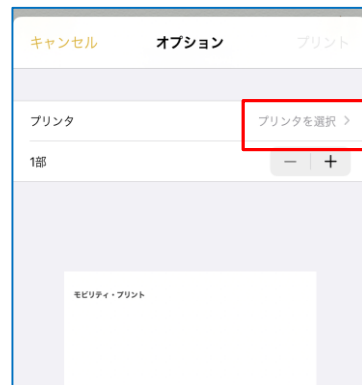 キャンセル オプション プリント
プリンタ プリンタを選択 >
1部 − +
モビリティ・プリント